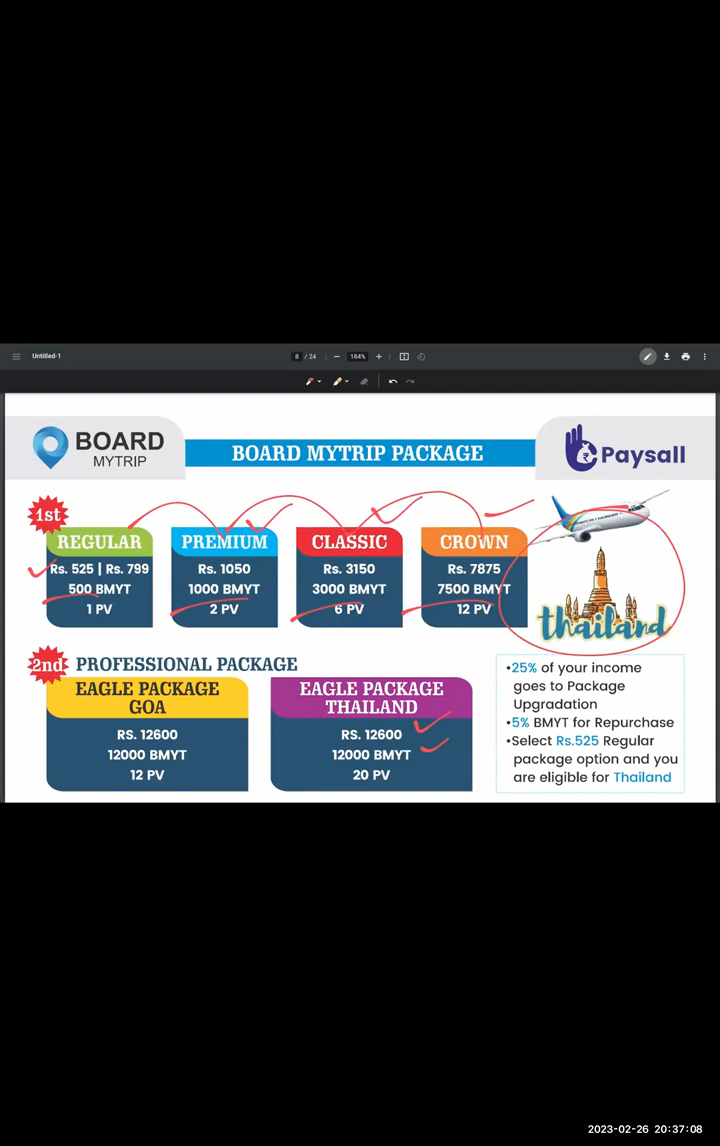 Untitled-1
8 / 24
184%
BOARD
MYTRIP
BOARD MYTRIP PACKAGE
Paysall
1st
REGULAR
Rs. 525 | Rs. 799
500 BMYT
1 PV
PREMIUM
Rs. 1050
1000 BMYT
2 PV
CLASSIC
Rs. 3150
3000 BMYT
6 PV
CROWN
Rs. 7875
7500 BMYT
12 PV
thailand
2nd PROFESSIONAL PACKAGE
EAGLE PACKAGE
GOA
RS. 12600
12000 BMYT
12 PV
EAGLE PACKAGE
THAILAND
RS. 12600
12000 BMYT
20 PV
•25% of your income
goes to Package
Upgradation
•5% BMYT for Repurchase
•Select Rs.525 Regular
package option and you
are eligible for Thailand
2023-02-26 20:37:08